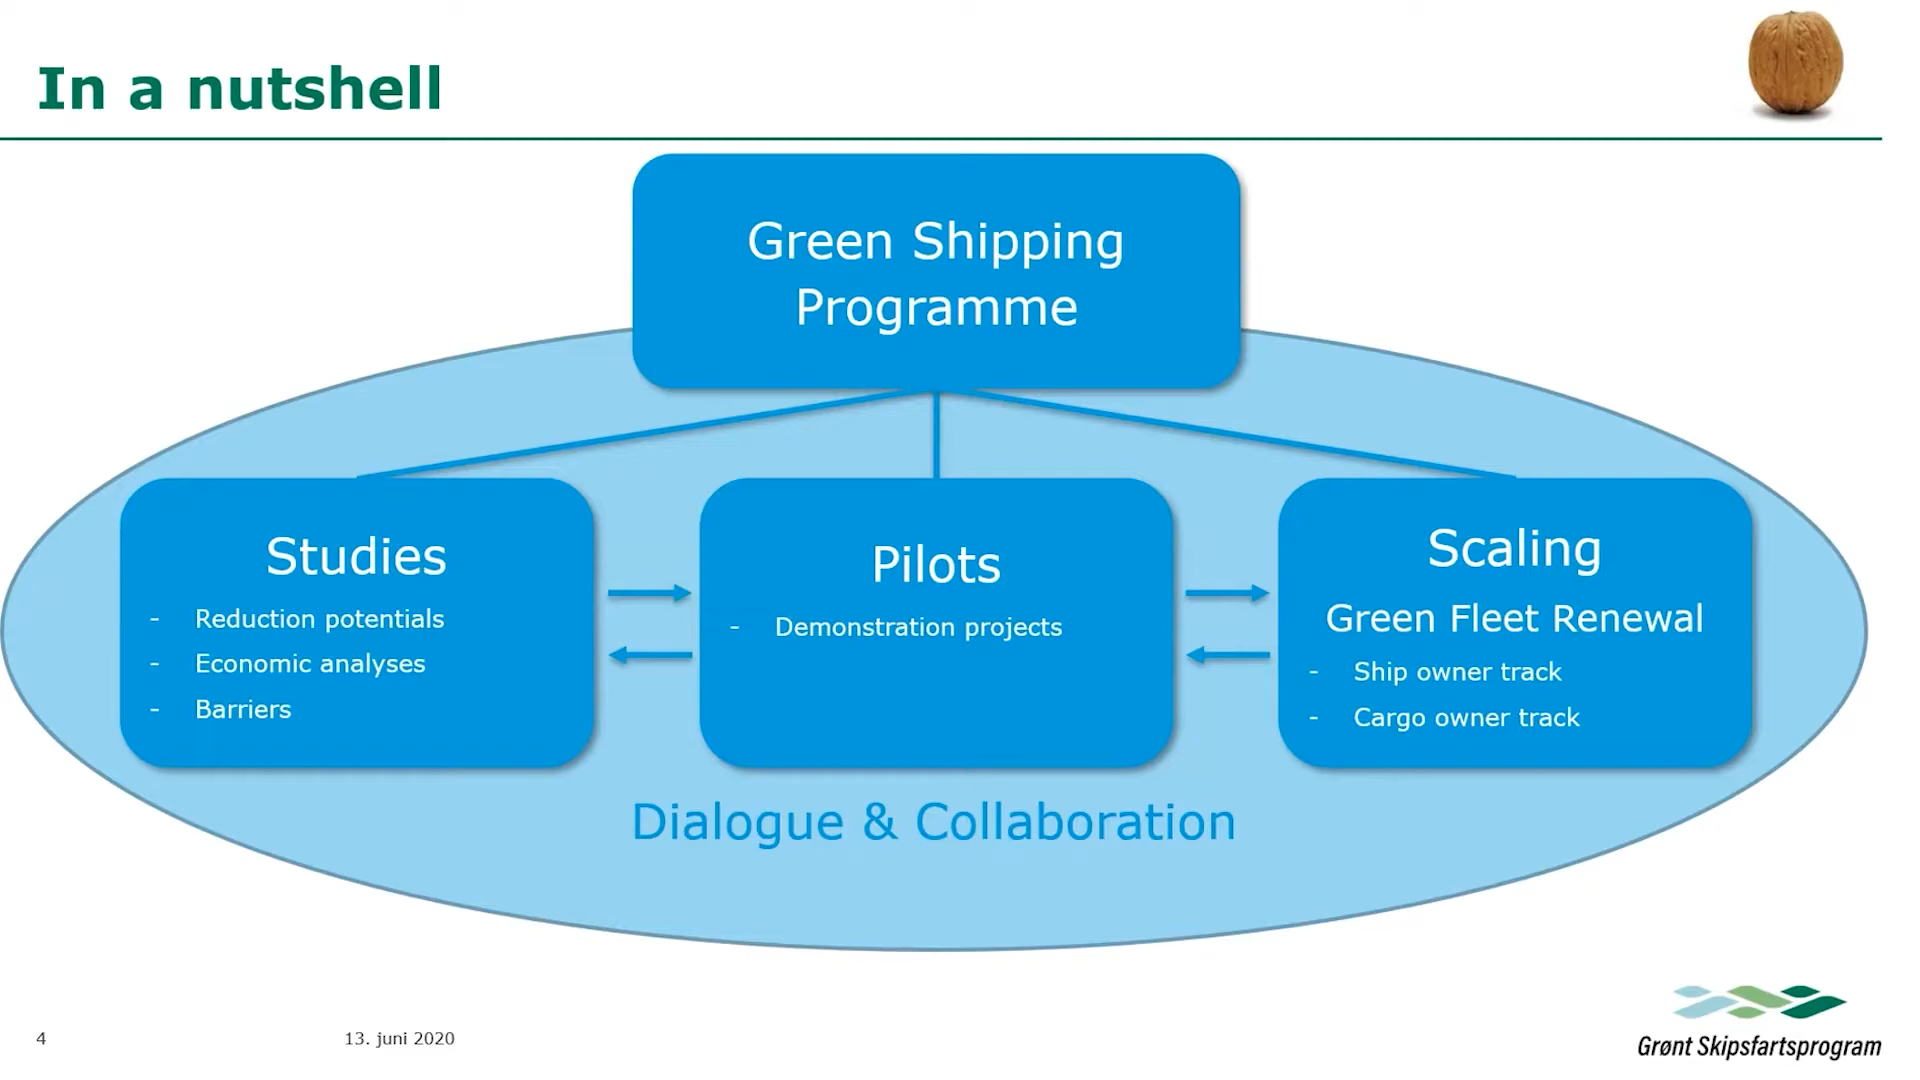 In a nutshell
Green Shipping
Programme
Studies
- Reduction potentials
- Economic analyses
- Barriers
Pilots
- Demonstration projects
Scaling
Green Fleet Renewal
- Ship owner track
- Cargo owner track
Dialogue & Collaboration
4
13. juni 2020
Grønt Skipsfartsprogram